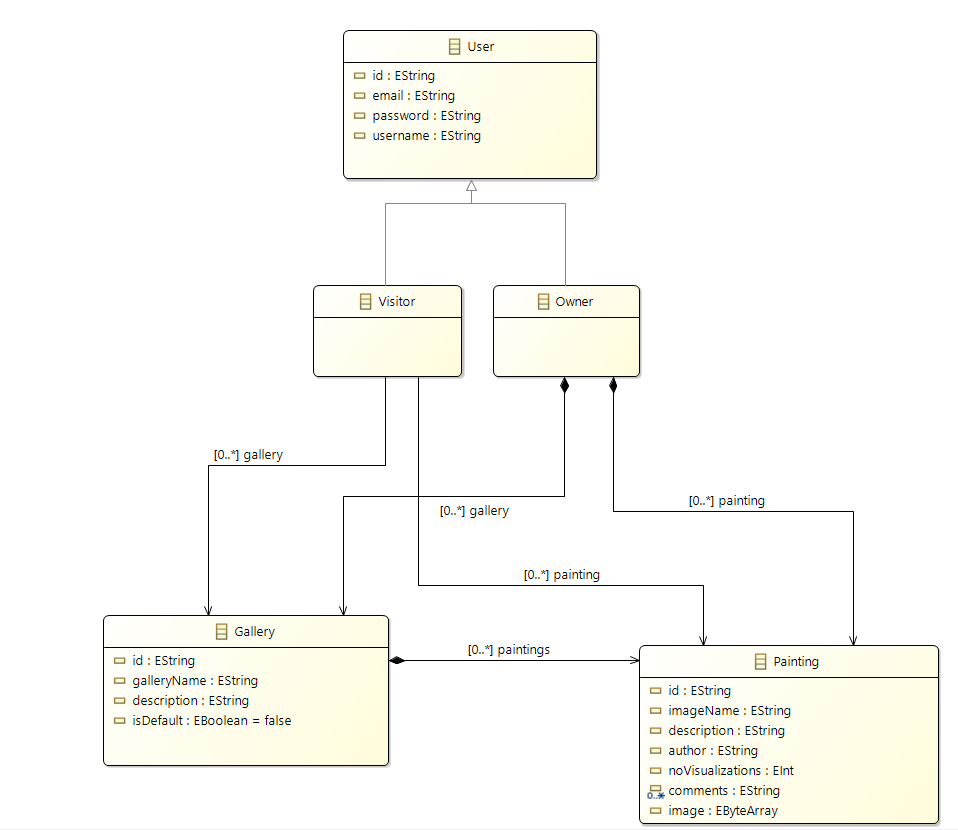 User
id : EString
email : EString
password : EString
username : EString
Visitor
Owner
[0..*] gallery
[0..*] gallery
[0..*] painting
[0..*] painting
Gallery
id : EString
galleryName : EString
description : EString
isDefault : EBoolean = false
[0..*] paintings
Painting
id : EString
imageName : EString
description : EString
author : EString
noVisualizations : EInt
0..* comments : EString
image : EByteArray